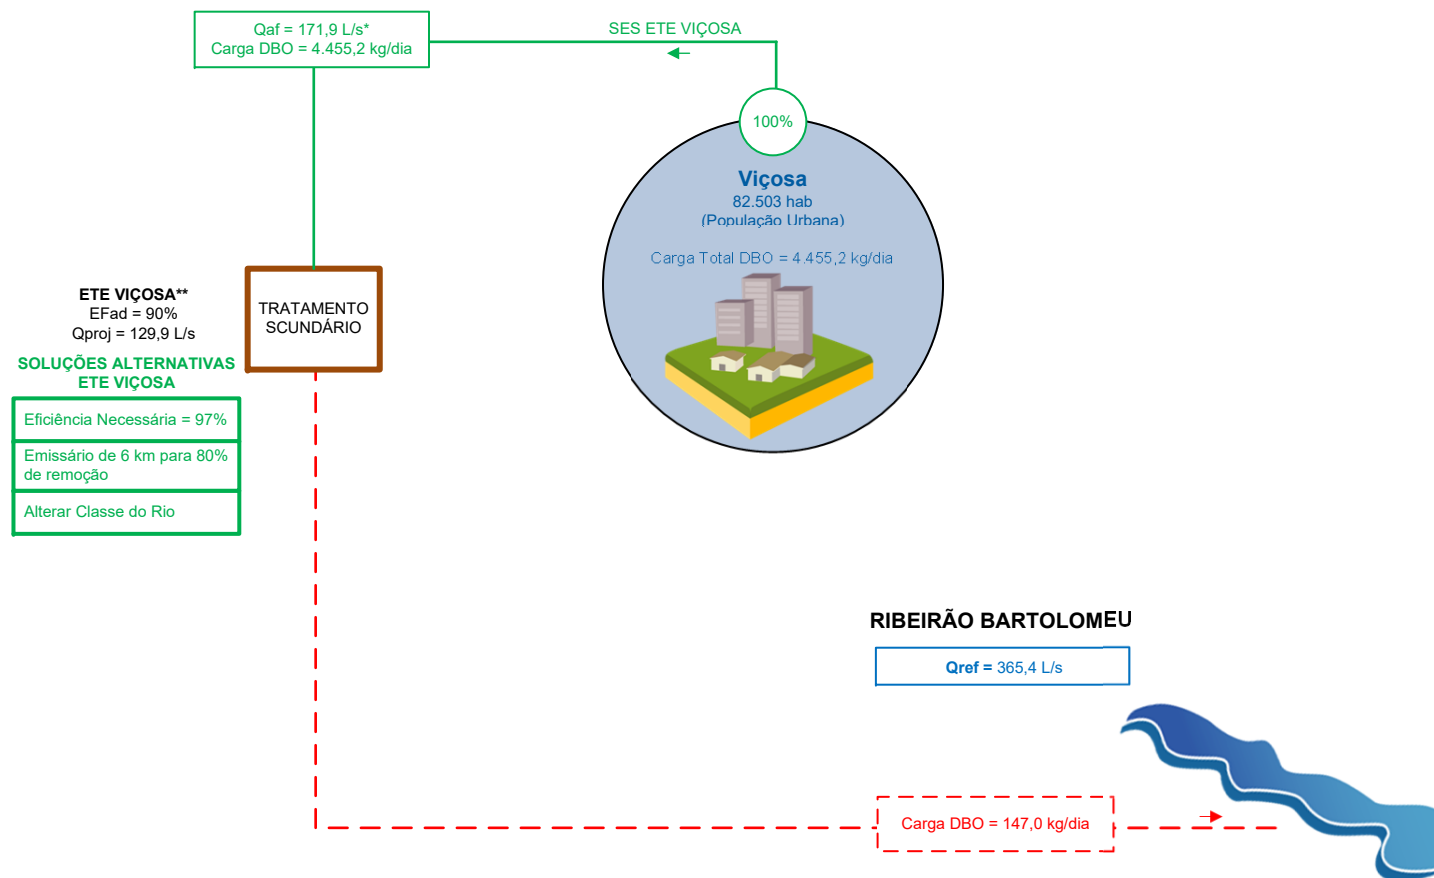 Qaf = 171,9 L/s*
Carga DBO = 4.455,2 kg/dia
SES ETE VIÇOSA
100%
Viçosa
82.503 hab
(População Urbana)
Carga Total DBO = 4.455,2 kg/dia
ETE VIÇOSA**
EFad = 90%
Qproj = 129,9 L/s
TRATAMENTO
SCUNDÁRIO
SOLUÇÕES ALTERNATIVAS
ETE VIÇOSA
Eficiência Necessária = 97%
Emissário de 6 km para 80%
de remoção
Alterar Classe do Rio
RIBEIRÃO BARTOLOMEU
Qref = 365,4 L/s
Carga DBO = 147,0 kg/dia